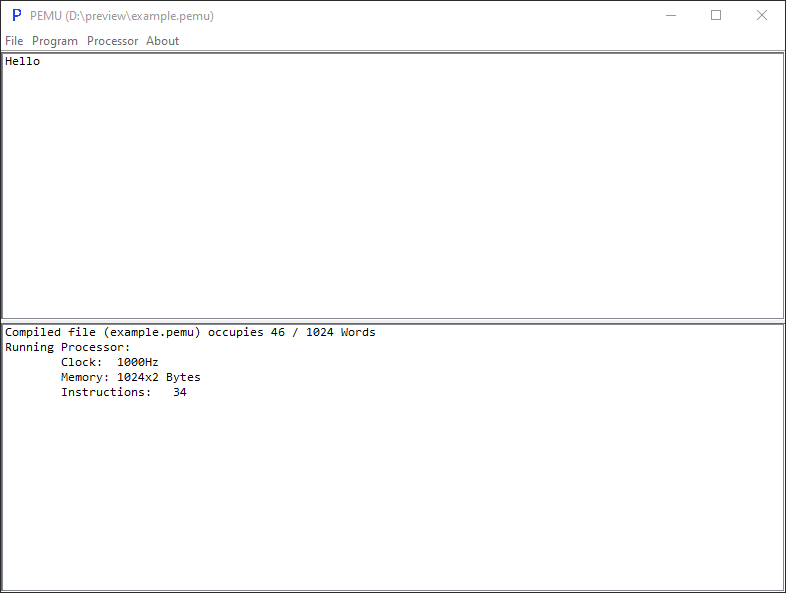 PEMU (D:\preview\example.pemu)
File Program Processor About
Hello
Compiled file (example.pemu) occupies 46 / 1024 Words
Running Processor:
Clock: 1000Hz
Memory: 1024x2 Bytes
Instructions: 34